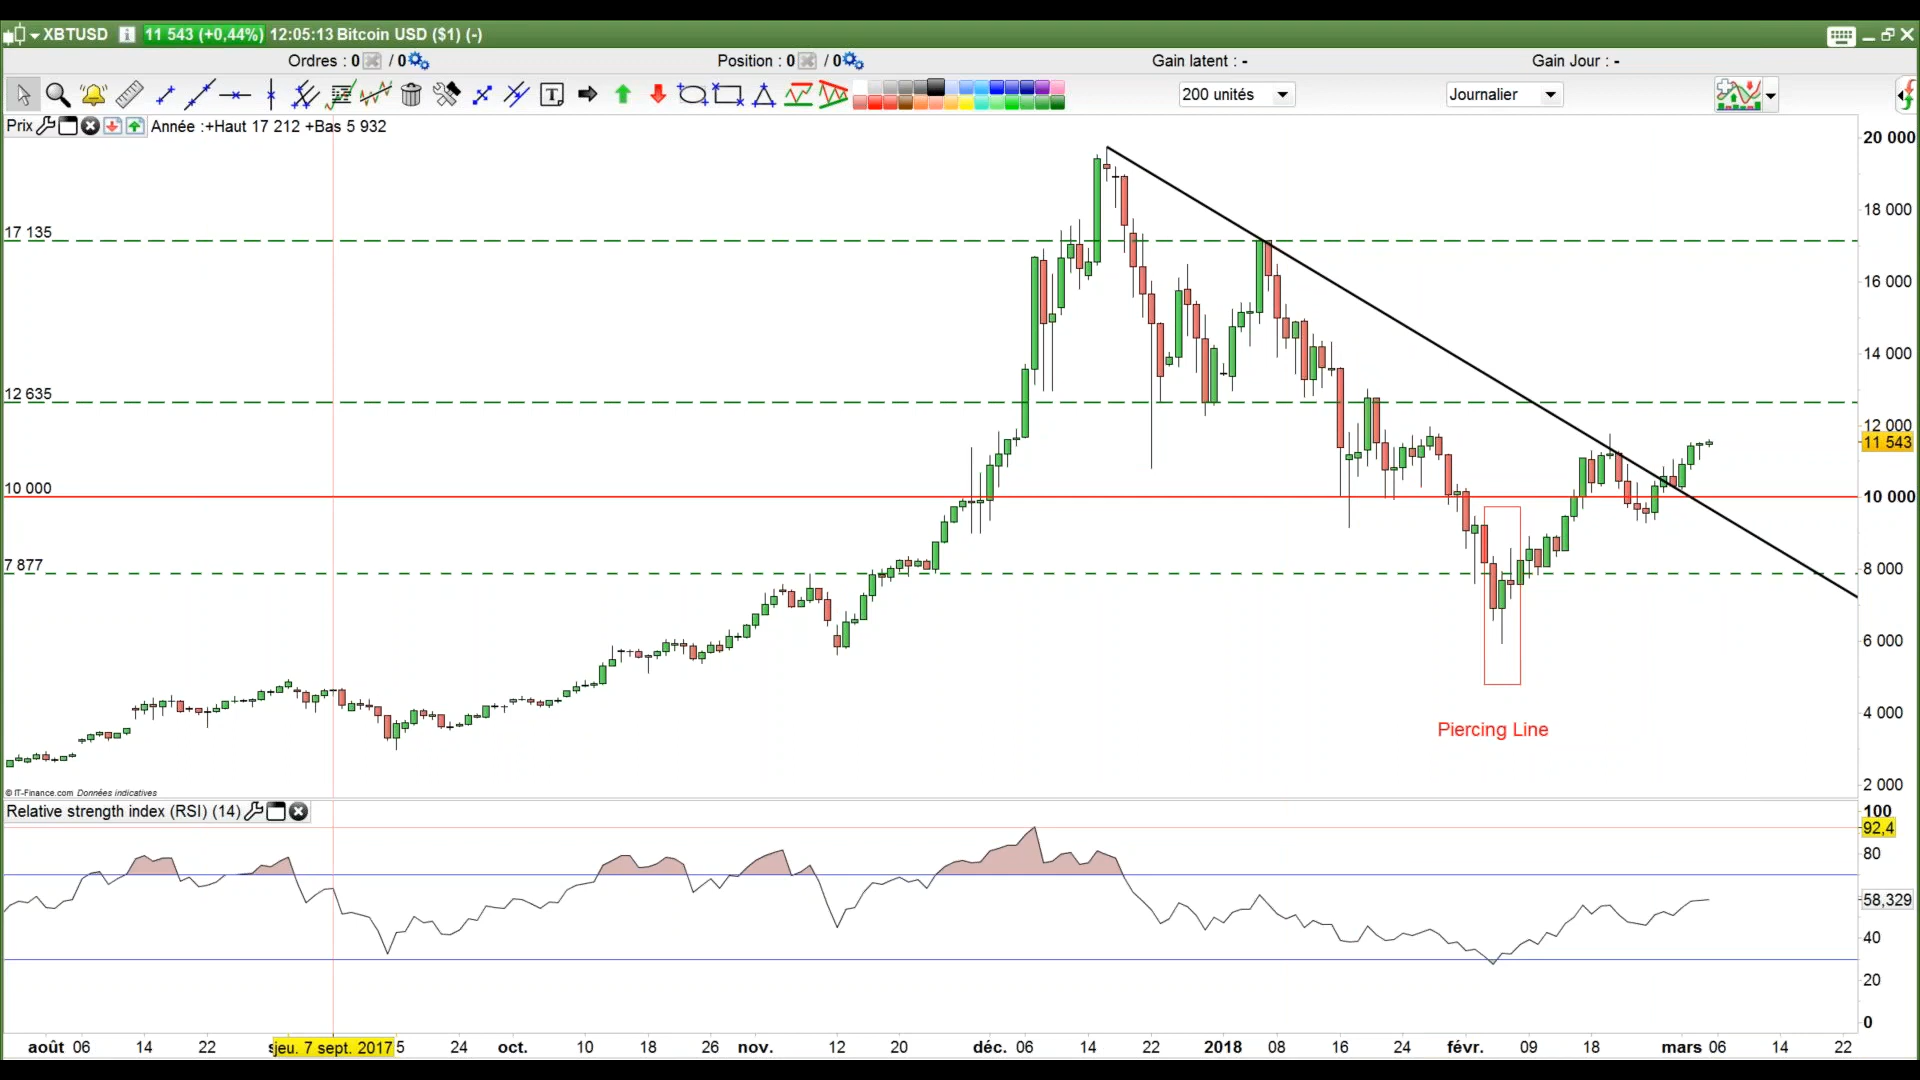 XBTUSD 11 543 (+0,44%) 12:05:13 Bitcoin USD ($1) (-)
Ordres : 0 / 0 Position : 0 / 0 Gain latent : - Gain Jour : -
200 unités Journalier
Prix Année :+Haut 17 212 +Bas 5 932
20 000
18 000
17 135
16 000
14 000
12 635
12 000
11 543
10 000
10 000
7 877
8 000
6 000
Piercing Line
4 000
2 000
© IT-Finance.com Données indicatives
Relative strength index (RSI) (14)
100
92,4
80
58,329
40
20
0
août 06 14 22 jeu. 7 sept. 2017 5 24 oct. 10 18 26 nov. 12 20 déc. 06 14 22 2018 08 16 24 févr. 09 18 mars 06 14 22